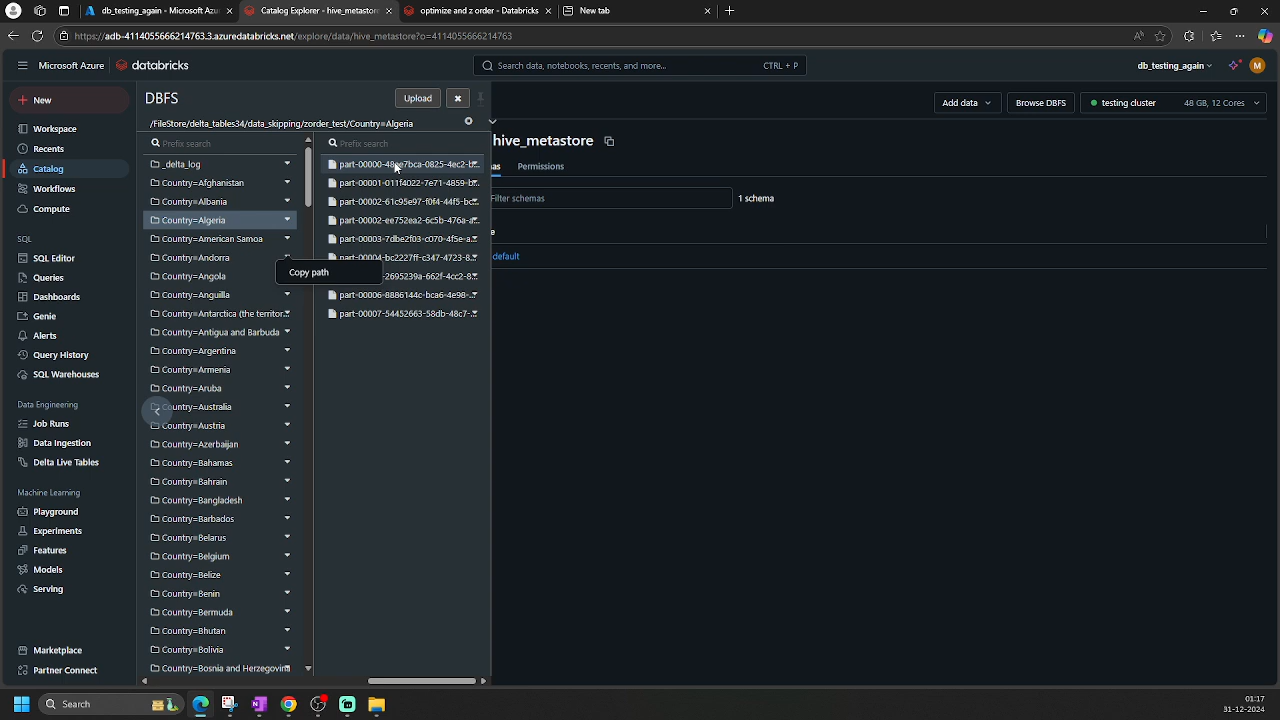 db_testing_again - Microsoft Azu
Catalog Explorer - hive_metastore
optimize and z order - Databricks
New tab
https://adb-4114055666214763.3.azuredatabricks.net/explore/data/hive_metastore?o=4114055666214763
Microsoft Azure
databricks
Search data, notebooks, recents, and more...
CTRL + P
db_testing_again
M
New
Workspace
Recents
Catalog
Workflows
Compute
SQL
SQL Editor
Queries
Dashboards
Genie
Alerts
Query History
SQL Warehouses
Data Engineering
Job Runs
Data Ingestion
Delta Live Tables
Machine Learning
Playground
Experiments
Features
Models
Serving
Marketplace
Partner Connect
DBFS
Upload
/FileStore/delta_tables34/data_skipping/zorder_test/Country=Algeria
Prefix search
_delta_log
Country=Afghanistan
Country=Albania
Country=Algeria
Country=American Samoa
Country=Andorra
Country=Angola
Country=Anguilla
Country=Antarctica (the territor...
Country=Antigua and Barbuda
Country=Argentina
Country=Armenia
Country=Aruba
Country=Australia
Country=Austria
Country=Azerbaijan
Country=Bahamas
Country=Bahrain
Country=Bangladesh
Country=Barbados
Country=Belarus
Country=Belgium
Country=Belize
Country=Benin
Country=Bermuda
Country=Bhutan
Country=Bolivia
Country=Bosnia and Herzegovin
Copy path
Prefix search
part-00001-011f4022-7e71-4859-b
part-00002-61c95e97-f0f4-44f5-bc
part-00002-ee752ea2-6c5b-476a-a
part-00003-7dbe2f03-c070-4f5e-a
part-00004-bc2227ff-c347-4723-8
-2695239a-662f-4cc2-8
part-00006-8886144c-bca6-4e98-
part-00007-54452663-58db-48c7-
Add data
Browse DBFS
testing cluster
48 GB, 12 Cores
hive_metastore
as
Permissions
Filter schemas
1 schema
e
default
Search
01:17
31-12-2024